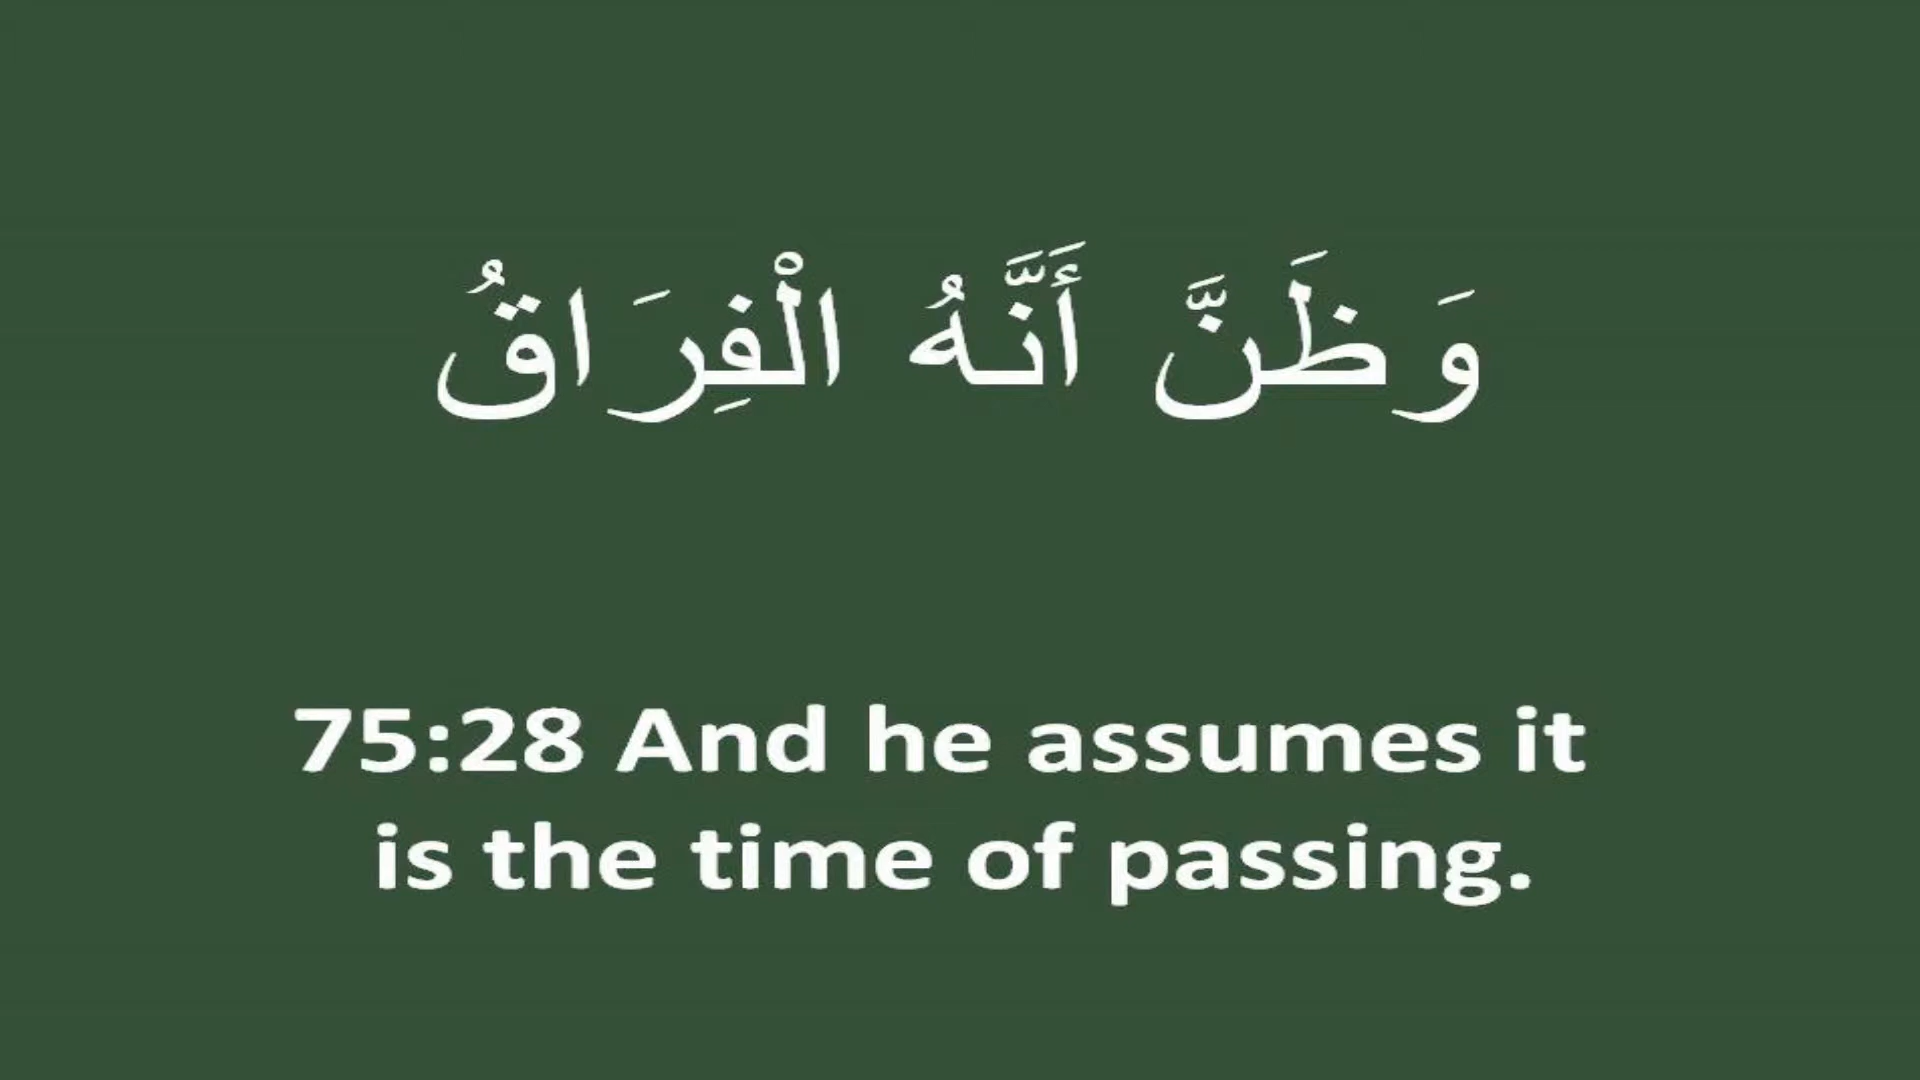 وَظَنَّ أَنَّهُ الْفِرَاقُ
75:28 And he assumes it
is the time of passing.